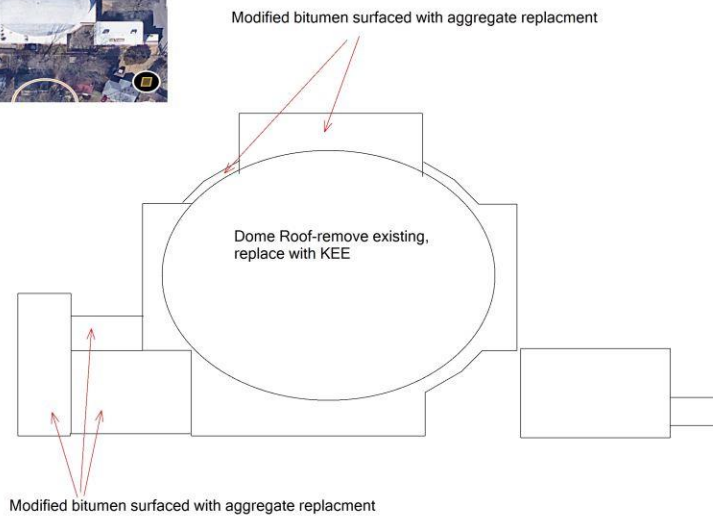 Modified bitumen surfaced with aggregate replacment
Dome Roof-remove existing,
replace with KEE
Modified bitumen surfaced with aggregate replacment